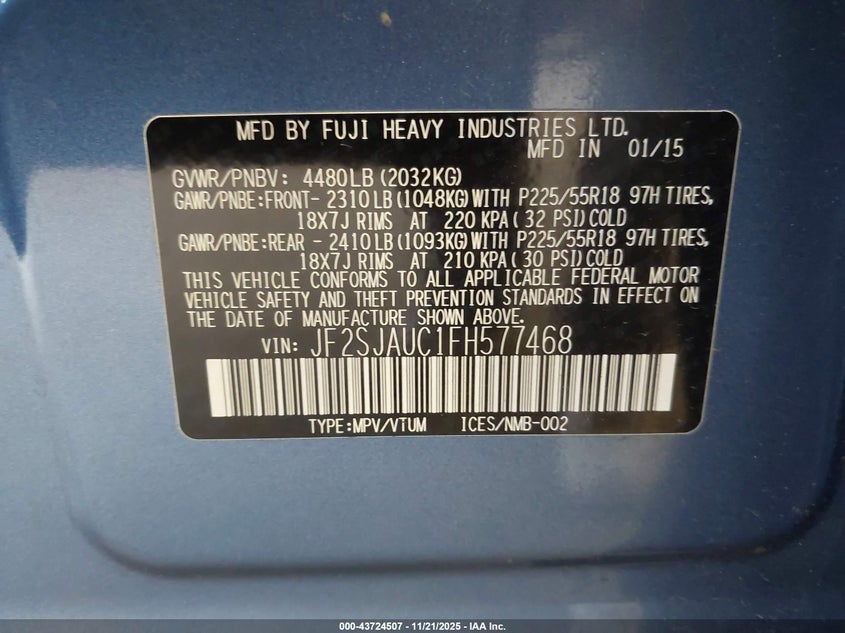 MFD BY FUJI HEAVY INDUSTRIES LTD.
MFD IN 01/15
GVWR/PNBV: 4480LB (2032KG)
GAWR/PNBE:FRONT- 2310LB (1048KG) WITH P225/55R18 97H TIRES,
18X7J RIMS AT 220 KPA( 32 PSI)COLD
GAWR/PNBE:REAR - 2410LB (1093KG) WITH P225/55R18 97H TIRES,
18X7J RIMS AT 210 KPA( 30 PSI)COLD
THIS VEHICLE CONFORMS TO ALL APPLICABLE FEDERAL MOTOR
VEHICLE SAFETY AND THEFT PREVENTION STANDARDS IN EFFECT ON
THE DATE OF MANUFACTURE SHOWN ABOVE.
VIN: JF2SJAUC1FH577468
TYPE:MPV/VTUM ICES/NMB-002
000-43724507 - 11/21/2025 - IAA Inc.